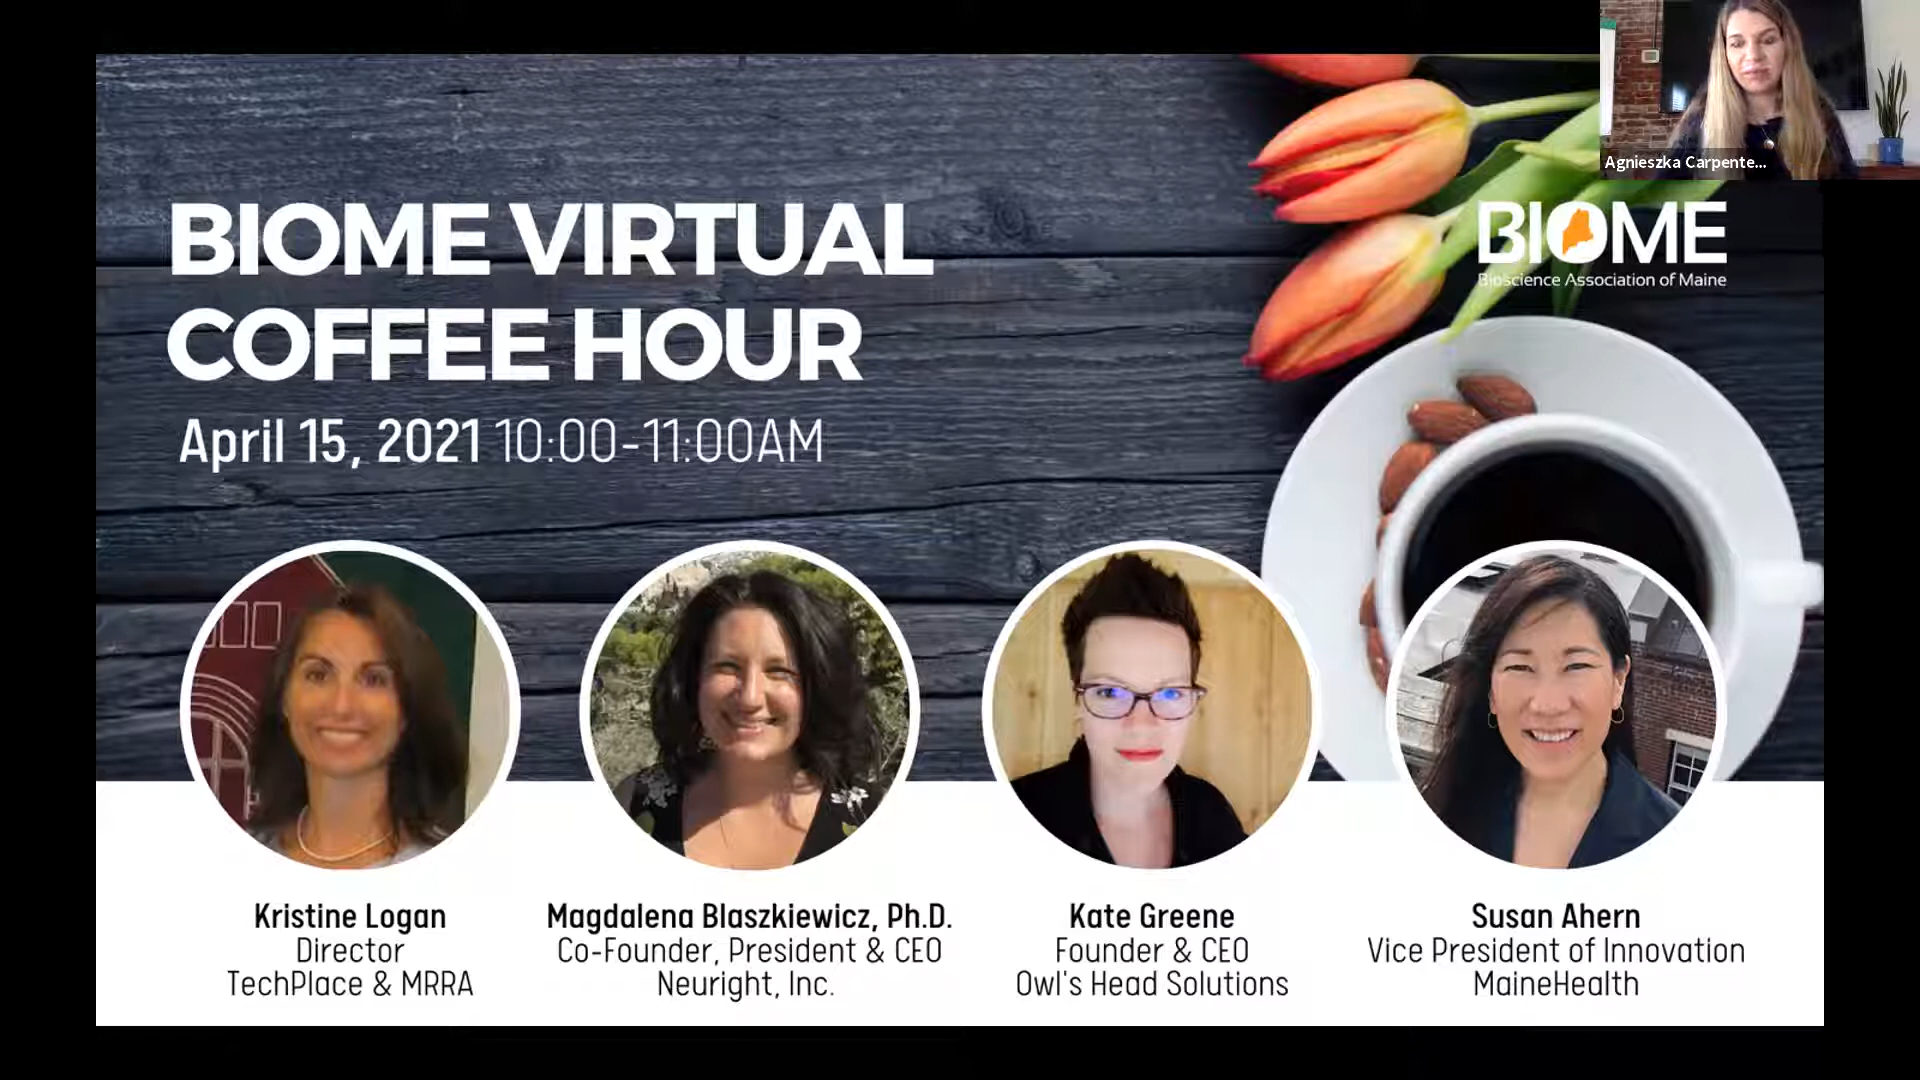 Agnieszka Carpente...
BIOME
Bioscience Association of Maine
BIOME VIRTUAL
COFFEE HOUR
April 15, 2021 10:00-11:00AM
Kristine Logan
Director
TechPlace & MRRA
Magdalena Blaszkiewicz, Ph.D.
Co-Founder, President & CEO
Neuright, Inc.
Kate Greene
Founder & CEO
Owl's Head Solutions
Susan Ahern
Vice President of Innovation
MaineHealth